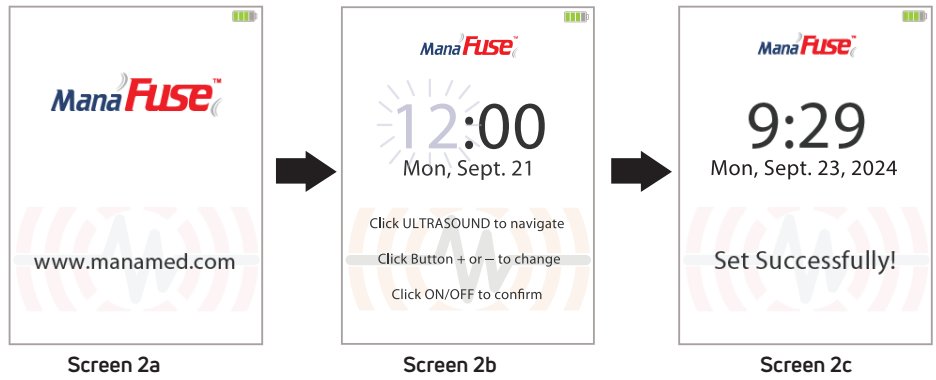 ManaFuse™
www.manamed.com
Screen 2a
ManaFuse™
12:00
Mon, Sept. 21
Click ULTRASOUND to navigate
Click Button + or – to change
Click ON/OFF to confirm
Screen 2b
ManaFuse™
9:29
Mon, Sept. 23, 2024
Set Successfully!
Screen 2c